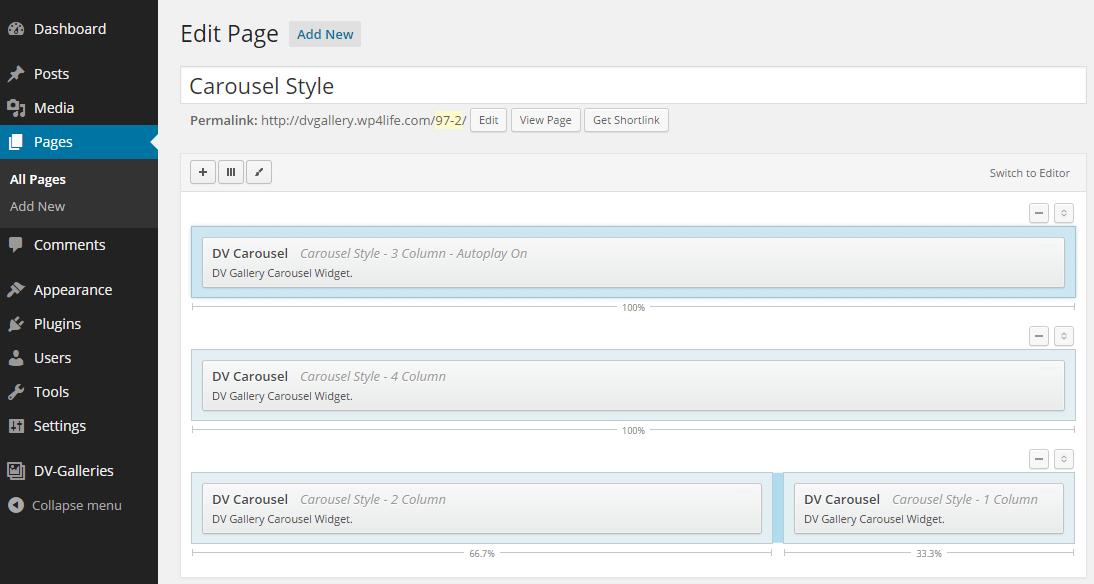 Dashboard
Posts
Media
Pages
All Pages
Add New
Comments
Appearance
Plugins
Users
Tools
Settings
DV-Galleries
Collapse menu
Edit Page Add New
Carousel Style
Permalink: http://dvgallery.wp4life.com/97-2/ Edit View Page Get Shortlink
Switch to Editor
DV Carousel Carousel Style - 3 Column - Autoplay On
DV Gallery Carousel Widget.
100%
DV Carousel Carousel Style - 4 Column
DV Gallery Carousel Widget.
100%
DV Carousel Carousel Style - 2 Column
DV Gallery Carousel Widget.
66.7%
DV Carousel Carousel Style - 1 Column
DV Gallery Carousel Widget.
33.3%